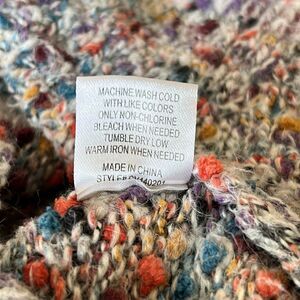 MACHINE WASH COLD
WITH LIKE COLORS
ONLY NON-CHLORINE
BLEACH WHEN NEEDED
TUMBLE DRY LOW
WARM IRON WHEN NEEDED
MADE IN CHINA
STYLE#